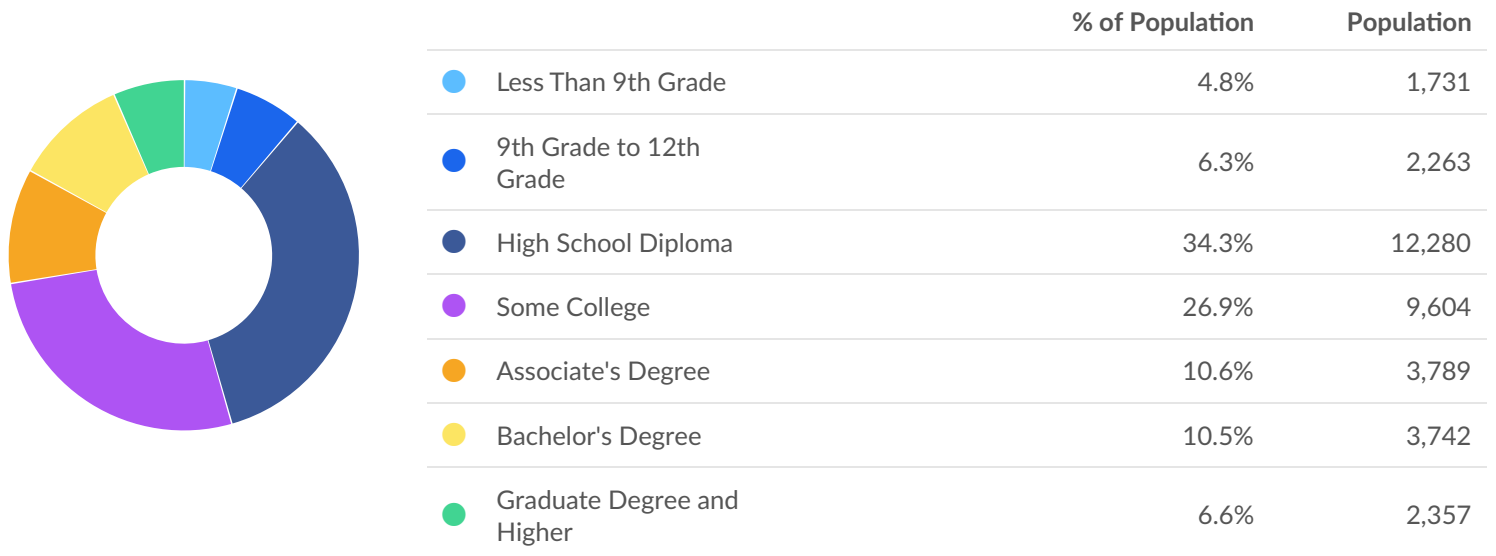 % of Population Population
Less Than 9th Grade 4.8% 1,731
9th Grade to 12th
Grade 6.3% 2,263
High School Diploma 34.3% 12,280
Some College 26.9% 9,604
Associate's Degree 10.6% 3,789
Bachelor's Degree 10.5% 3,742
Graduate Degree and
Higher 6.6% 2,357